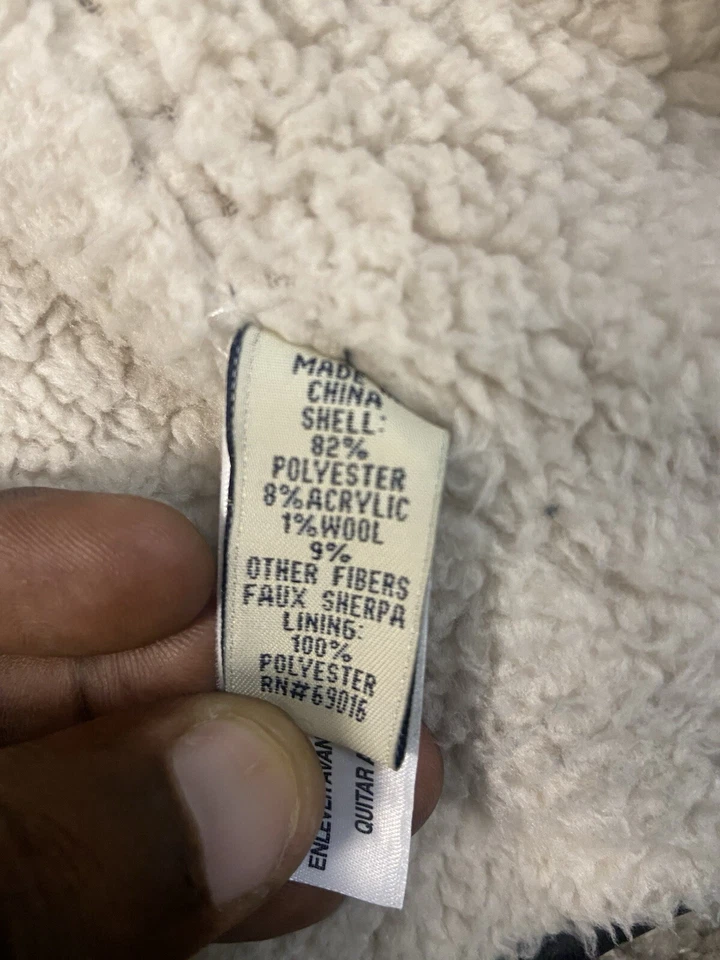 MADE
CHINA
SHELL:
82%
POLYESTER
8%ACRYLIC
1%WOOL
9%
OTHER FIBERS
FAUX SHERPA
LINING:
100%
POLYESTER
RN#69016
QUITAR